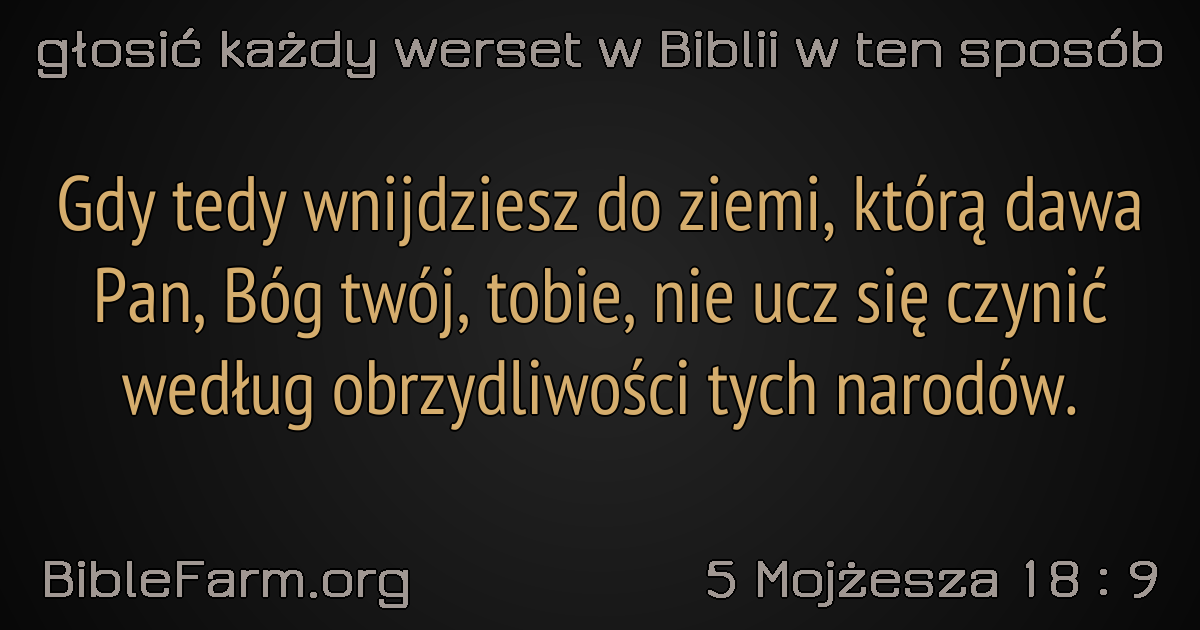 głosić każdy werset w Biblii w ten sposób
Gdy tedy wnijdziesz do ziemi, którą dawa
Pan, Bóg twój, tobie, nie ucz się czynić
według obrzydliwości tych narodów.
BibleFarm.org
5 Mojżesza 18 : 9